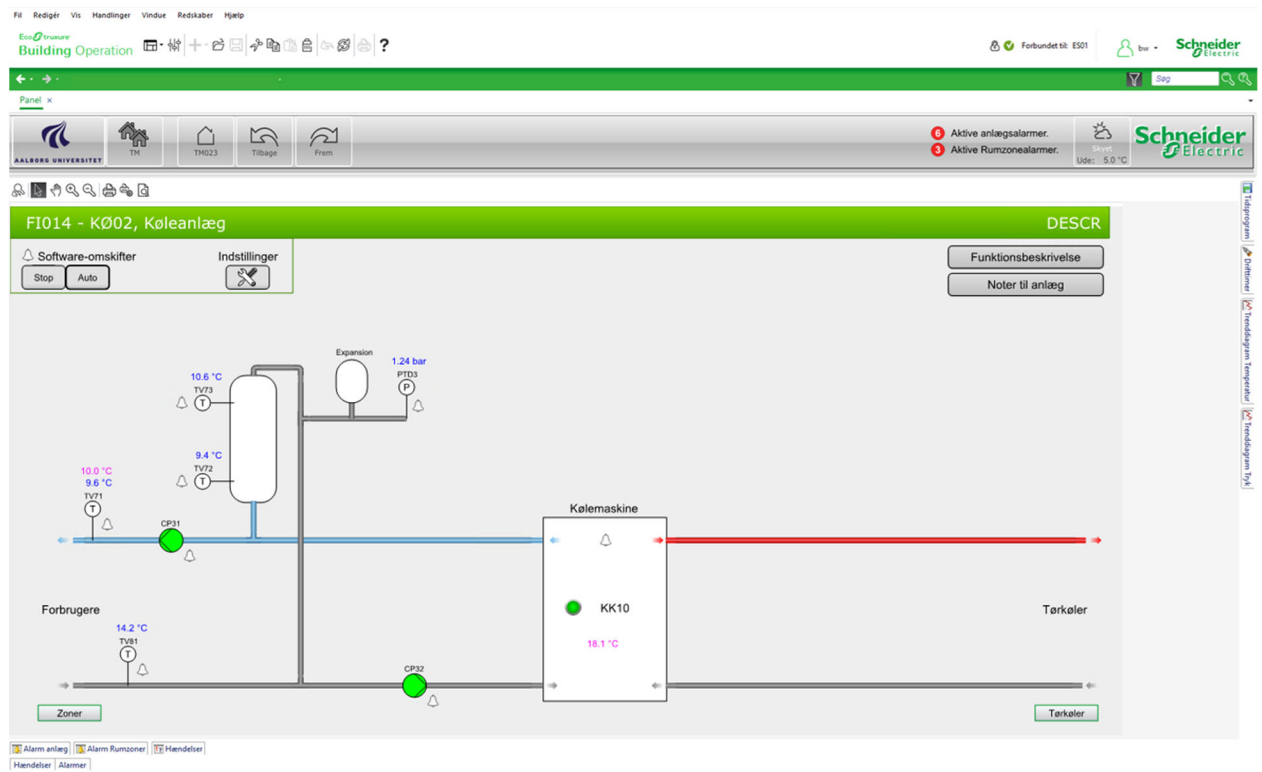 Fil Redigér Vis Handlinger Vindue Redskaber Hjælp
EcoStruxure
Building Operation
?
Forbundet til: ES01
bw
Schneider
Electric
Søg
Panel ×
AALBORG UNIVERSITET
TM
TM023
Tilbage
Frem
6 Aktive anlægsalarmer.
3 Aktive Rumzonealarmer.
Skyet
Ude: 5.0 °C
Schneider
Electric
FI014 - KØ02, Køleanlæg
DESCR
Software-omskifter
Indstillinger
Stop
Auto
Funktionsbeskrivelse
Noter til anlæg
Tidsprogram
Drifttimer
Trenddiagram Temperatur
Trenddiagram Tryk
Expansion
1.24 bar
PTD3
P
10.6 °C
TV73
T
9.4 °C
TV72
T
10.0 °C
9.6 °C
TV71
T
CP31
Kølemaskine
KK10
18.1 °C
Forbrugere
Tørkøler
14.2 °C
TV81
T
CP32
Zoner
Tørkøler
Alarm anlæg
Alarm Rumzoner
Hændelser
Hændelser
Alarmer